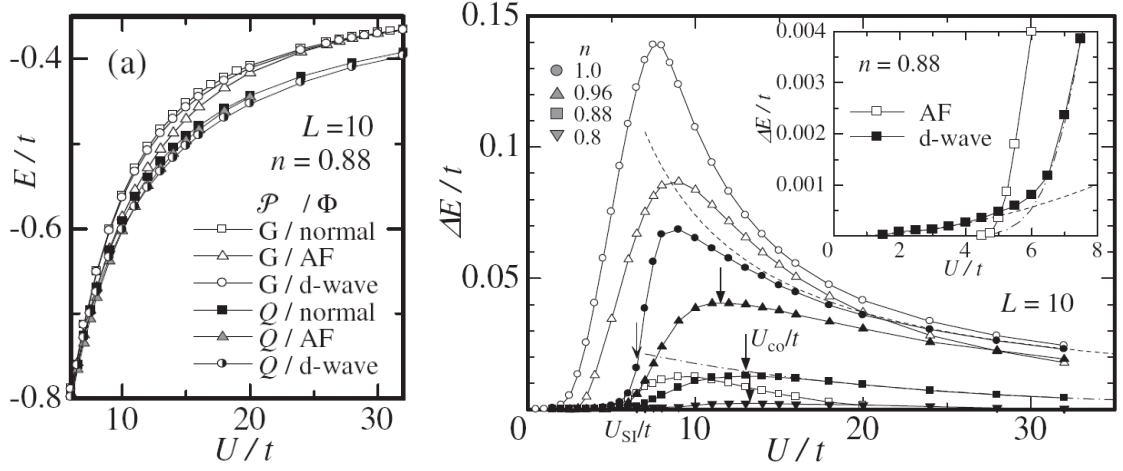 (a)
-0.4
-0.6
-0.8
E / t
L = 10
n = 0.88
𝒫 / Φ
G / normal
G / AF
G / d-wave
Q / normal
Q / AF
Q / d-wave
10 20 30
U / t
0.15
0.1
0.05
0
ΔE / t
n
1.0
0.96
0.88
0.8
U_co/t
U_SI/t
L = 10
10 20 30
U / t
n = 0.88
AF
d-wave
0.004
0.002
0.001
ΔE / t
0 2 4 6 8
U / t